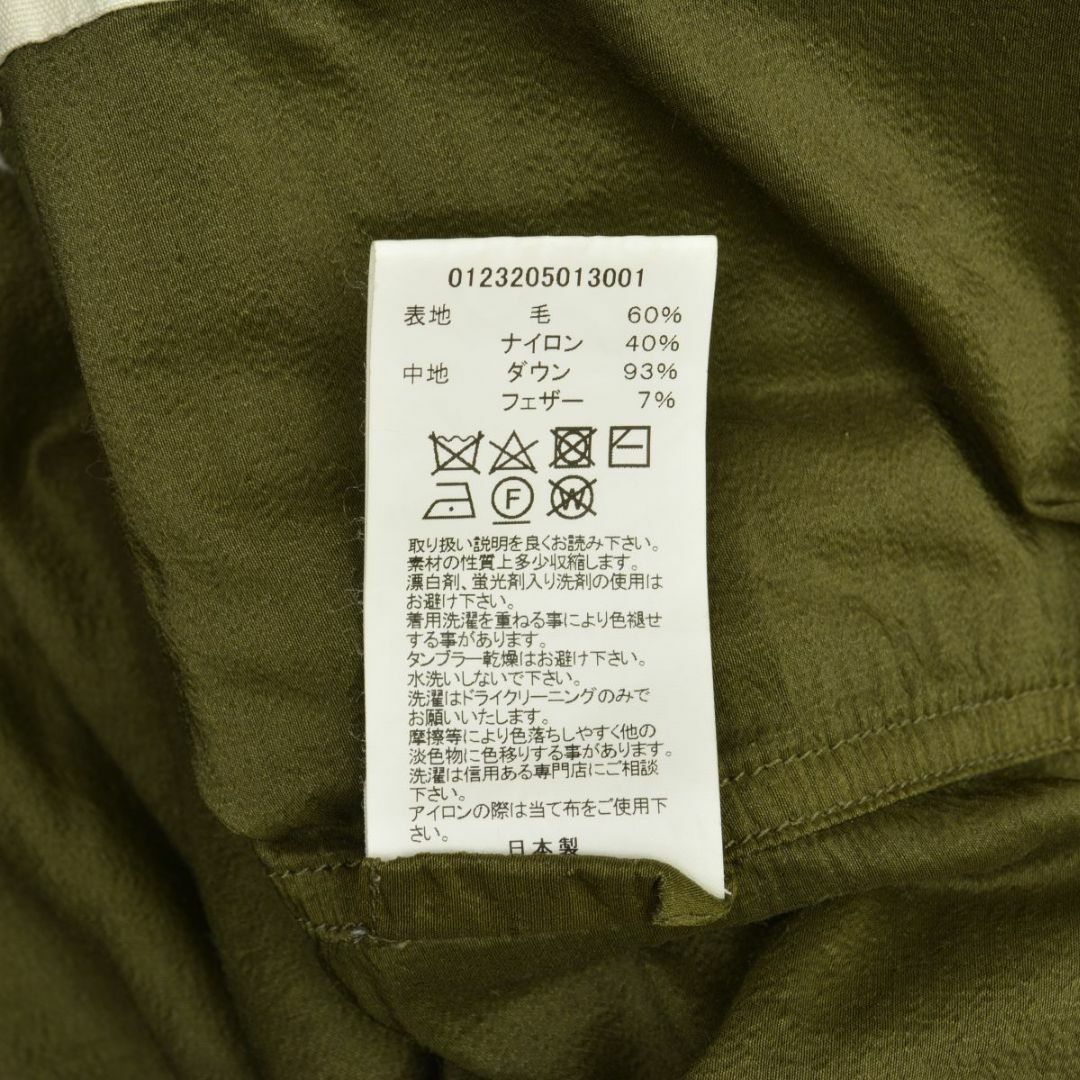 0123205013001
表地 毛 60%
ナイロン 40%
中地 ダウン 93%
フェザー 7%
F
W
取り扱い説明を良くお読み下さい。
素材の性質上多少収縮します。
漂白剤、蛍光剤入り洗剤の使用は
お避け下さい。
着用洗濯を重ねる事により色褪せ
する事があります。
タンブラー乾燥はお避け下さい。
水洗いしないで下さい。
洗濯はドライクリーニングのみで
お願いいたします。
摩擦等により色落ちしやすく他の
淡色物に色移りする事があります。
洗濯は信用ある専門店にご相談
下さい。
アイロンの際は当て布をご使用下
さい。
日本製